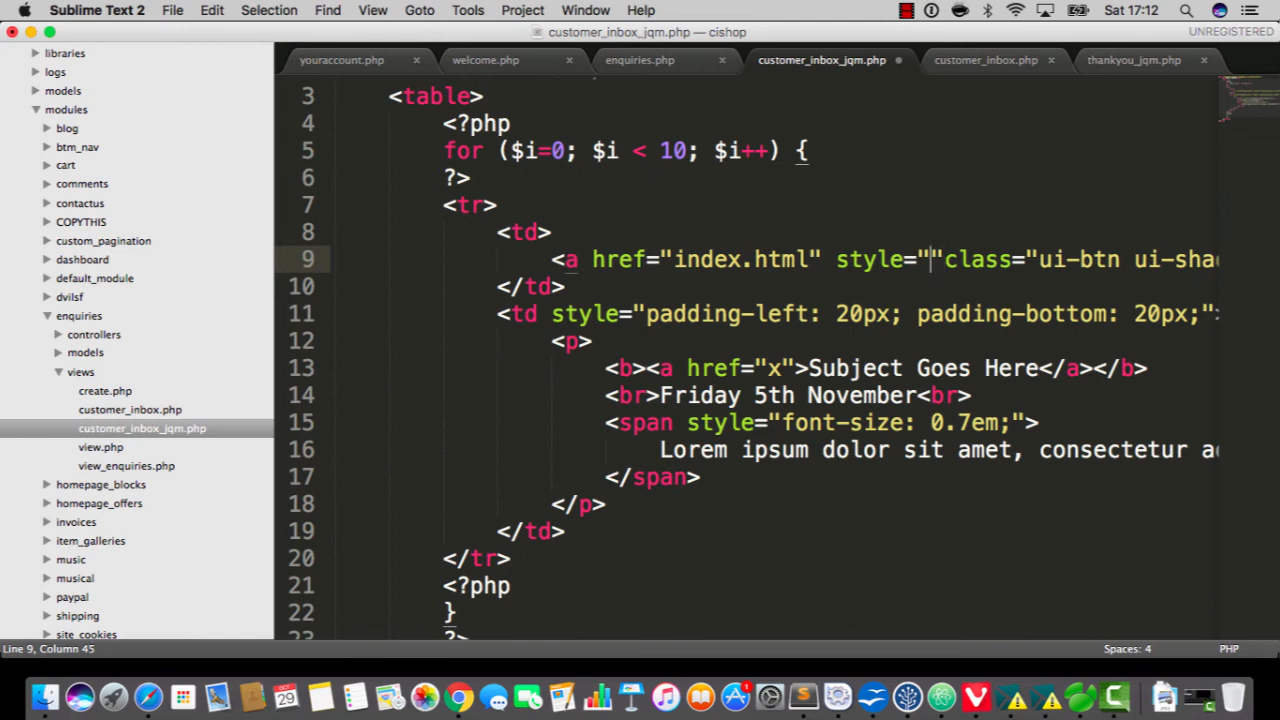 Sublime Text 2 File Edit Selection Find View Goto Tools Project Window Help Sat 17:12
customer_inbox_jqm.php — cishop UNREGISTERED
youraccount.php × welcome.php × enquiries.php × customer_inbox_jqm.php customer_inbox.php × thankyou_jqm.php ×
libraries
logs
models
modules
blog
btm_nav
cart
comments
contactus
COPYTHIS
custom_pagination
dashboard
default_module
dvilsf
enquiries
controllers
models
views
create.php
customer_inbox.php
customer_inbox_jqm.php
view.php
view_enquiries.php
homepage_blocks
homepage_offers
invoices
item_galleries
music
musical
paypal
shipping
site_cookies
3 <table>
4 <?php
5 for ($i=0; $i < 10; $i++) {
6 ?>
7 <tr>
8 <td>
9 <a href="index.html" style=""class="ui-btn ui-shad
10 </td>
11 <td style="padding-left: 20px; padding-bottom: 20px;">
12 <p>
13 <b><a href="x">Subject Goes Here</a></b>
14 <br>Friday 5th November<br>
15 <span style="font-size: 0.7em;">
16 Lorem ipsum dolor sit amet, consectetur ad
17 </span>
18 </p>
19 </td>
20 </tr>
21 <?php
22 }
23 ?>
Line 9, Column 45 Spaces: 4 PHP
OCT
29
1